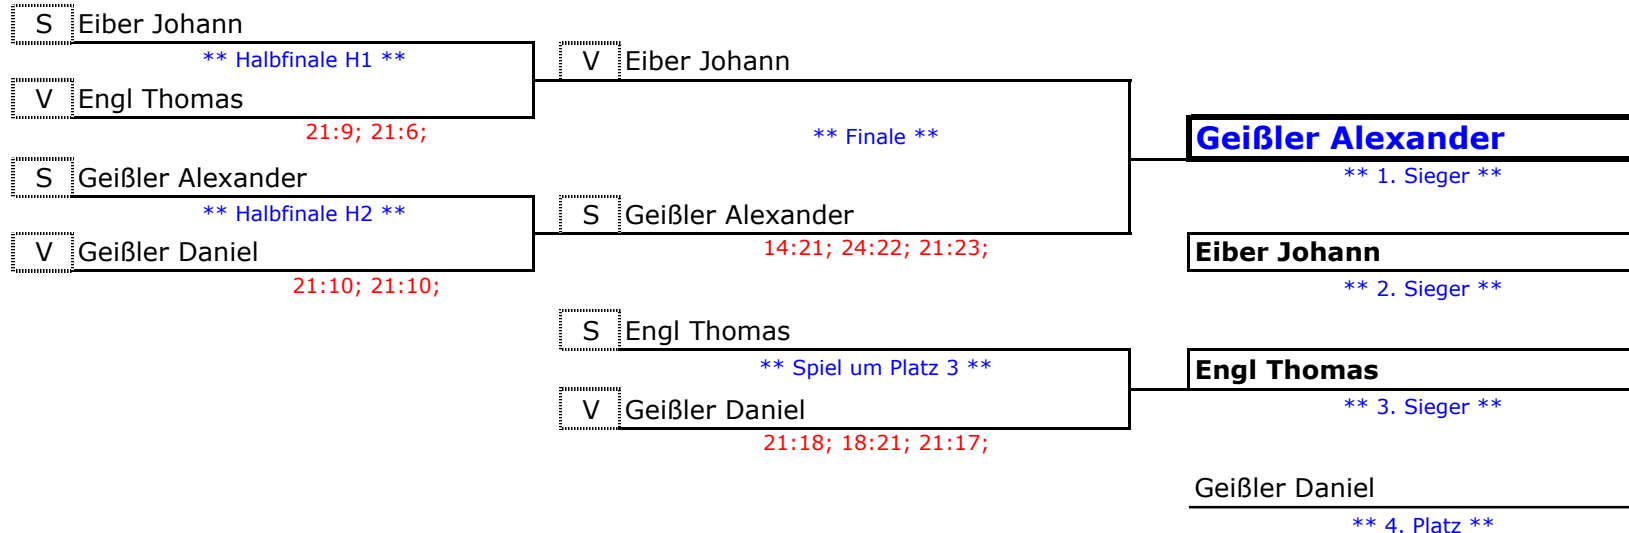 S Eiber Johann
** Halbfinale H1 **
V Engl Thomas
21:9; 21:6;
S Geißler Alexander
** Halbfinale H2 **
V Geißler Daniel
21:10; 21:10;
V Eiber Johann
** Finale **
S Geißler Alexander
14:21; 24:22; 21:23;
S Engl Thomas
** Spiel um Platz 3 **
V Geißler Daniel
21:18; 18:21; 21:17;
Geißler Alexander
** 1. Sieger **
Eiber Johann
** 2. Sieger **
Engl Thomas
** 3. Sieger **
Geißler Daniel
** 4. Platz **